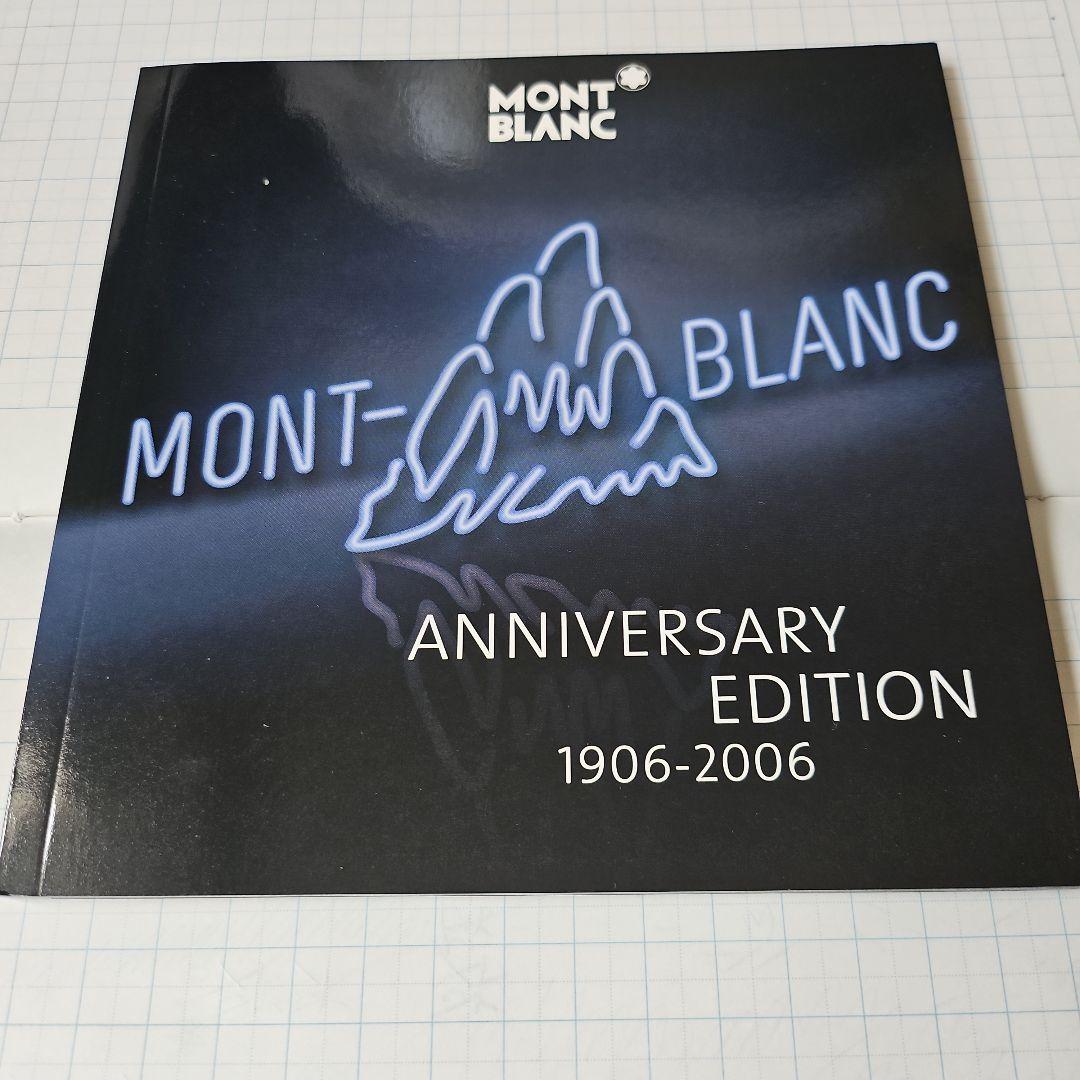 MONT
BLANC
MONT-BLANC
ANNIVERSARY
EDITION
1906-2006